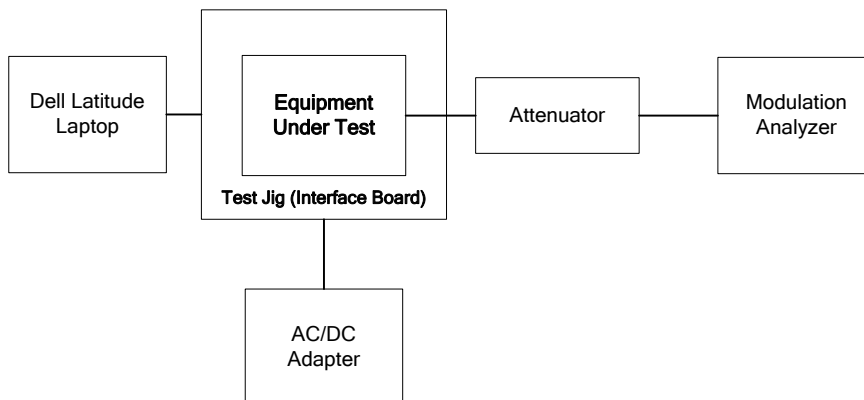 Dell Latitude
Laptop
Equipment
Under Test
Test Jig (Interface Board)
Attenuator
Modulation
Analyzer
AC/DC
Adapter